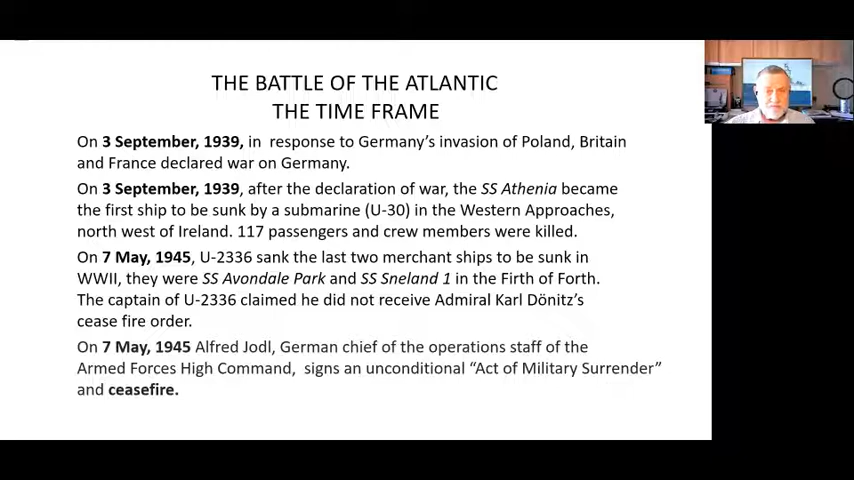 THE BATTLE OF THE ATLANTIC
THE TIME FRAME
On 3 September, 1939, in response to Germany’s invasion of Poland, Britain
and France declared war on Germany.
On 3 September, 1939, after the declaration of war, the SS Athenia became
the first ship to be sunk by a submarine (U-30) in the Western Approaches,
north west of Ireland. 117 passengers and crew members were killed.
On 7 May, 1945, U-2336 sank the last two merchant ships to be sunk in
WWII, they were SS Avondale Park and SS Sneland 1 in the Firth of Forth.
The captain of U-2336 claimed he did not receive Admiral Karl Dönitz’s
cease fire order.
On 7 May, 1945 Alfred Jodl, German chief of the operations staff of the
Armed Forces High Command, signs an unconditional “Act of Military Surrender”
and ceasefire.